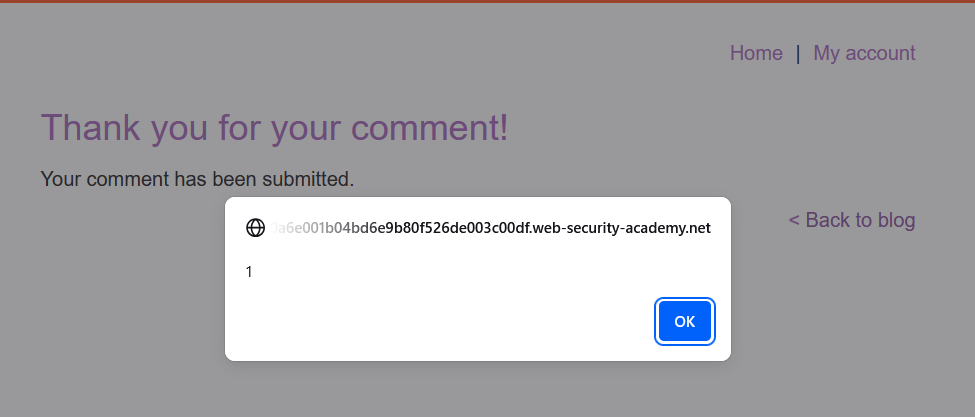 Home | My account
Thank you for your comment!
Your comment has been submitted.
0a6e001b04bd6e9b80f526de003c00df.web-security-academy.net
< Back to blog
1
OK